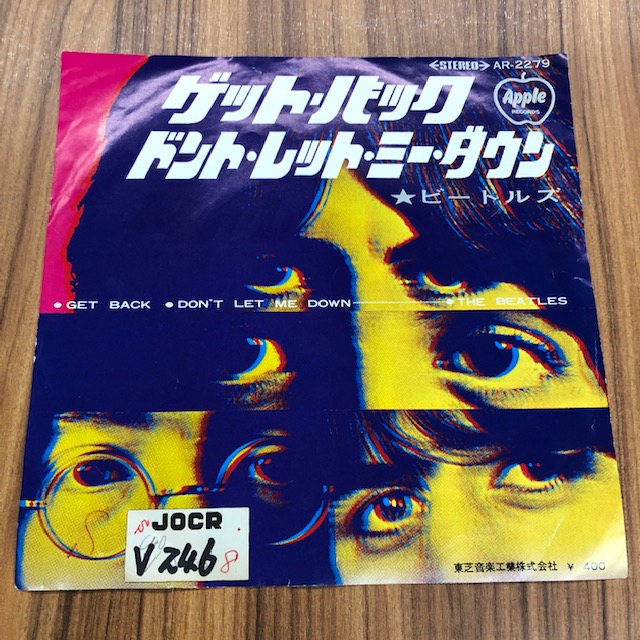 ←STEREO→ AR-2279
Apple
RECORDS
ゲット・バック
ドント・レット・ミー・ダウン
★ビートルズ
●GET BACK ●DON'T LET ME DOWN ●THE BEATLES
JOCR
V246 8
東芝音楽工業株式会社 ¥ 400